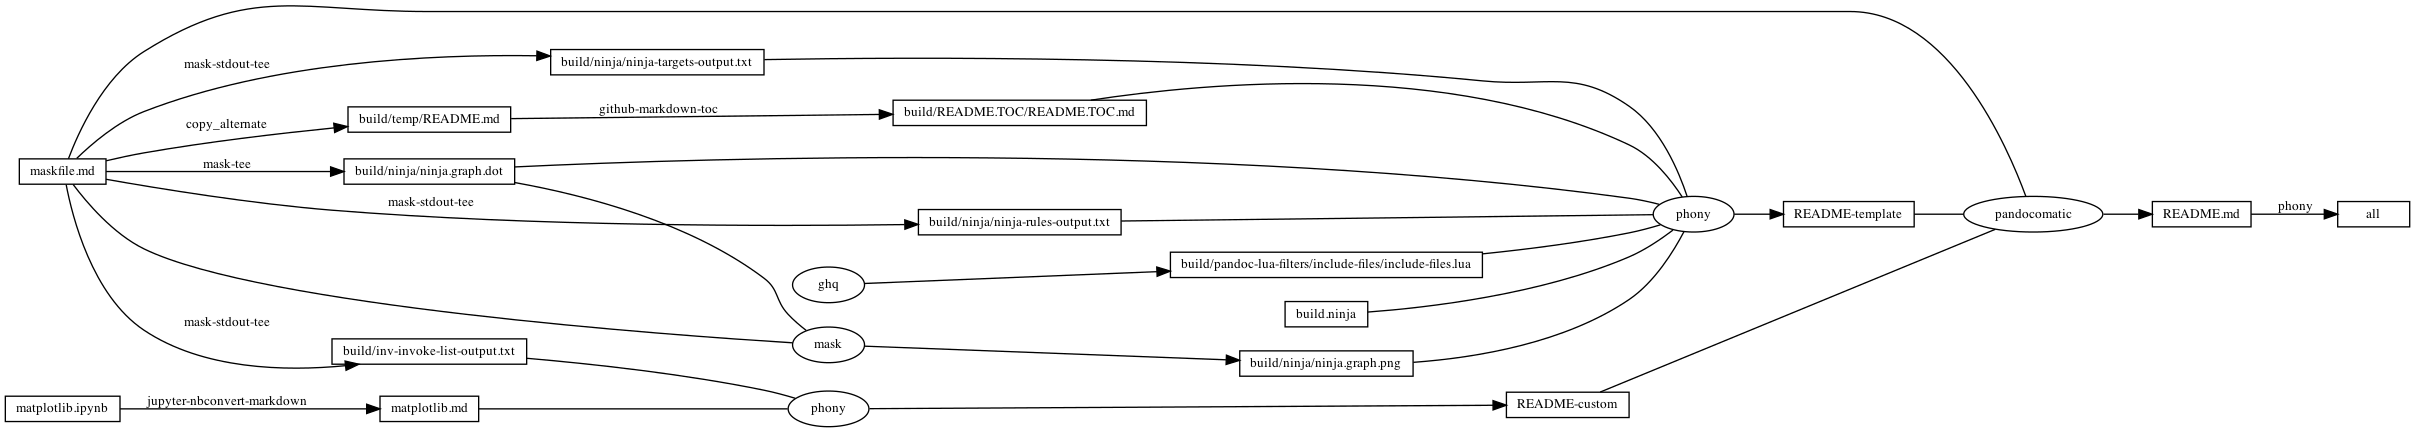 mask-stdout-tee
build/ninja/ninja-targets-output.txt
copy_alternate
build/temp/README.md
github-markdown-toc
build/README.TOC/README.TOC.md
maskfile.md
mask-tee
build/ninja/ninja.graph.dot
mask-stdout-tee
build/ninja/ninja-rules-output.txt
phony
README-template
pandocomatic
README.md
phony
all
ghq
build/pandoc-lua-filters/include-files/include-files.lua
build.ninja
mask-stdout-tee
build/inv-invoke-list-output.txt
mask
build/ninja/ninja.graph.png
matplotlib.ipynb
jupyter-nbconvert-markdown
matplotlib.md
phony
README-custom